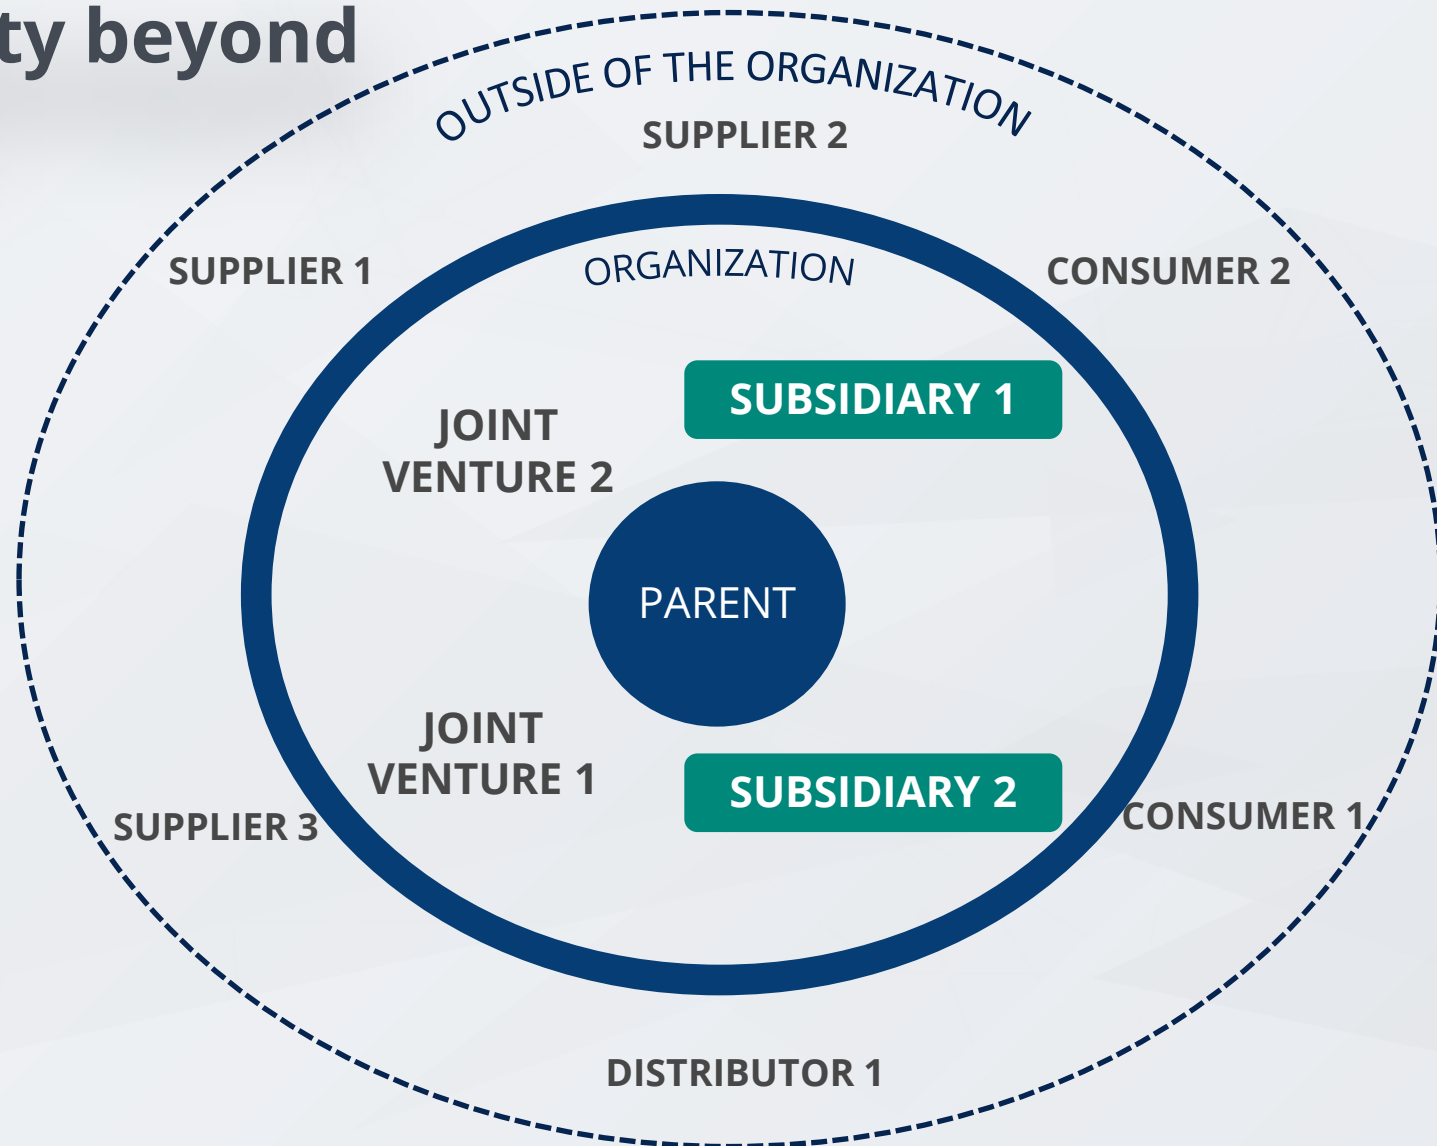 ty beyond
OUTSIDE OF THE ORGANIZATION
SUPPLIER 2
SUPPLIER 1
CONSUMER 2
ORGANIZATION
SUBSIDIARY 1
JOINT
VENTURE 2
PARENT
JOINT
VENTURE 1
SUBSIDIARY 2
SUPPLIER 3
CONSUMER 1
DISTRIBUTOR 1